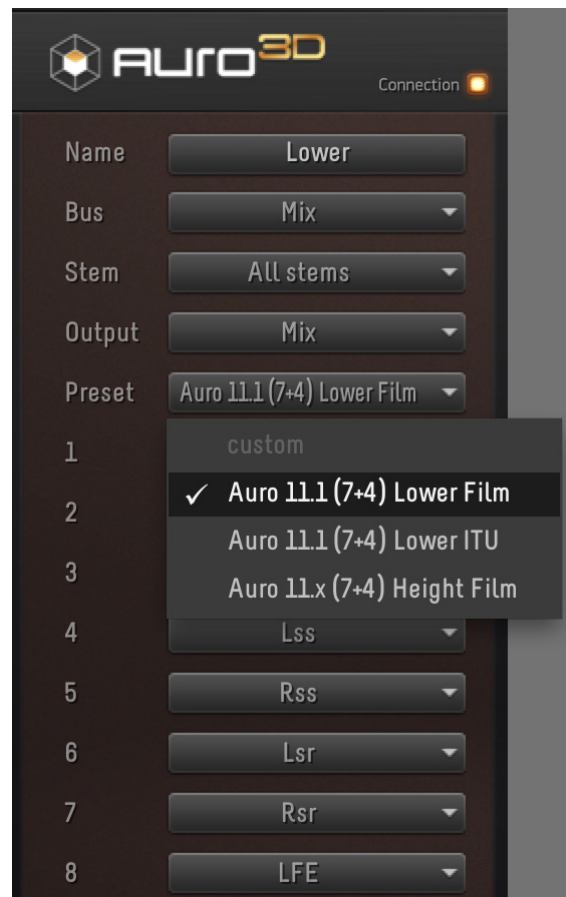 AURO 3D
Connection
Name Lower
Bus Mix
Stem All stems
Output Mix
Preset Auro 11.1 (7+4) Lower Film
1 custom
✓ Auro 11.1 (7+4) Lower Film
2
Auro 11.1 (7+4) Lower ITU
3
Auro 11.x (7+4) Height Film
4 Lss
5 Rss
6 Lsr
7 Rsr
8 LFE